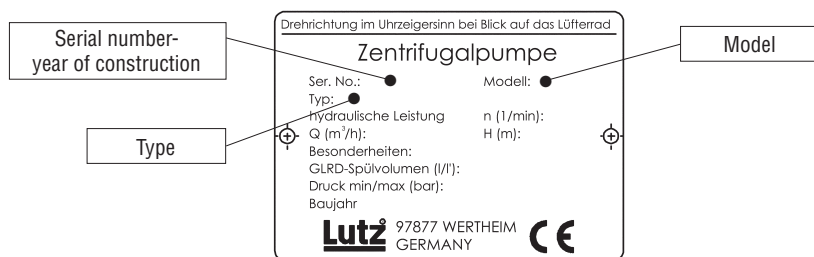 Drehrichtung im Uhrzeigersinn bei Blick auf das Lüfterrad
Serial number-
year of construction
Zentrifugalpumpe
Model
Ser. No.: Modell:
Typ:
hydraulische Leistung n (1/min):
Type
Q (m³/h): H (m):
Besonderheiten:
GLRD-Spülvolumen (l/l'):
Druck min/max (bar):
Baujahr
Lutz 97877 WERTHEIM
GERMANY CE